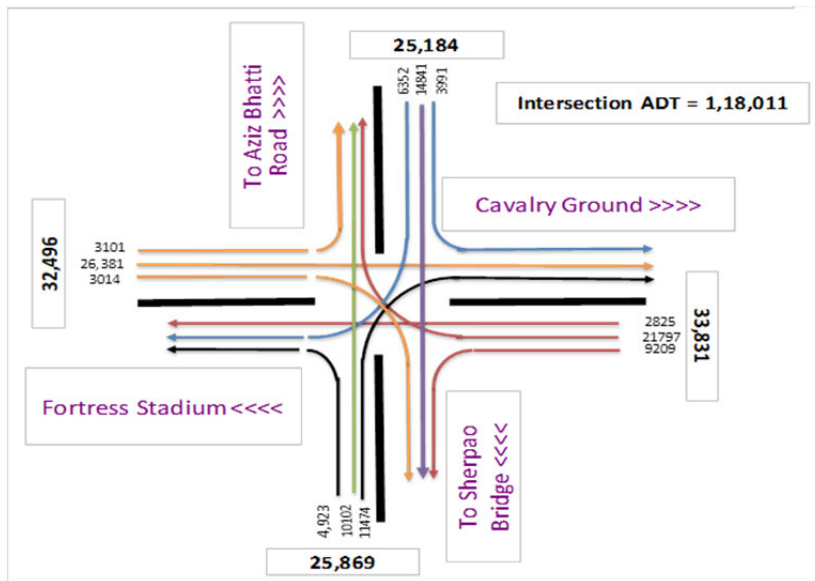 25,184
6352
14841
3991
Intersection ADT = 1,18,011
To Aziz Bhatti
Road >>>>
Cavalry Ground >>>>
32,496
3101
26,381
3014
2825
21797
9209
33,831
Fortress Stadium <<<<
To Sherpao
Bridge <<<<
4,923
10102
11474
25,869